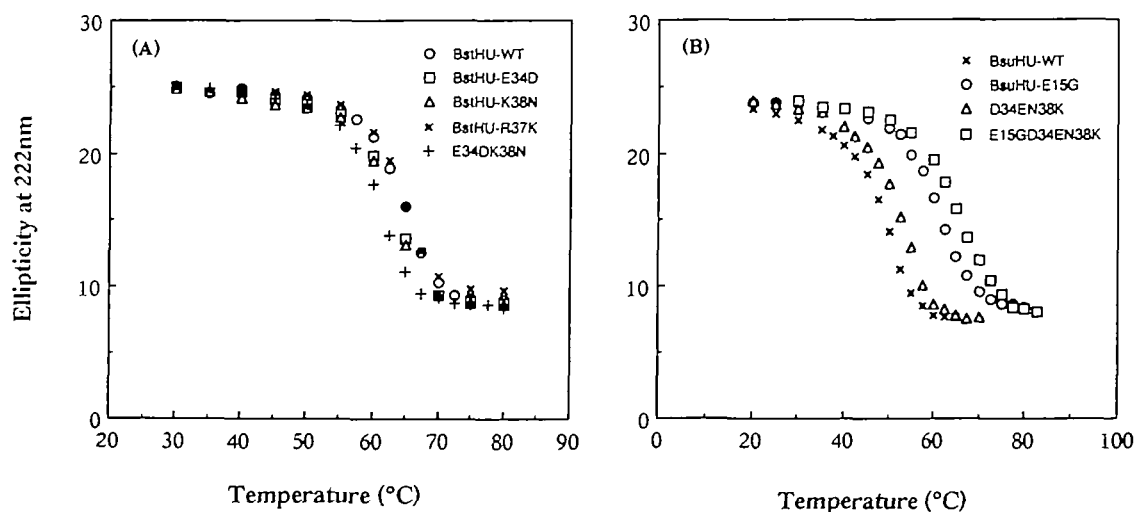 (A)
BstHU-WT
BstHU-E34D
BstHU-K38N
BstHU-R37K
E34DK38N
30
20
10
0
20 30 40 50 60 70 80 90
Temperature (°C)
Ellipticity at 222nm
(B)
BsuHU-WT
BsuHU-E15G
D34EN38K
E15GD34EN38K
30
20
10
0
0 20 40 60 80 100
Temperature (°C)